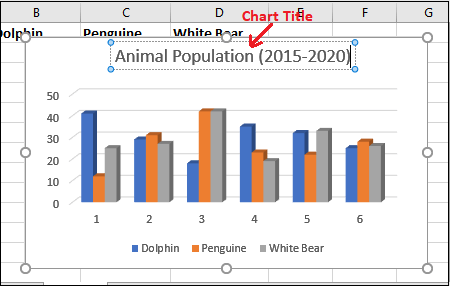 B C D E F G
Chart Title
Dolphin Penguine White Bear
Animal Population (2015-2020)
50
40
30
20
10
0
1 2 3 4 5 6
Dolphin Penguine White Bear